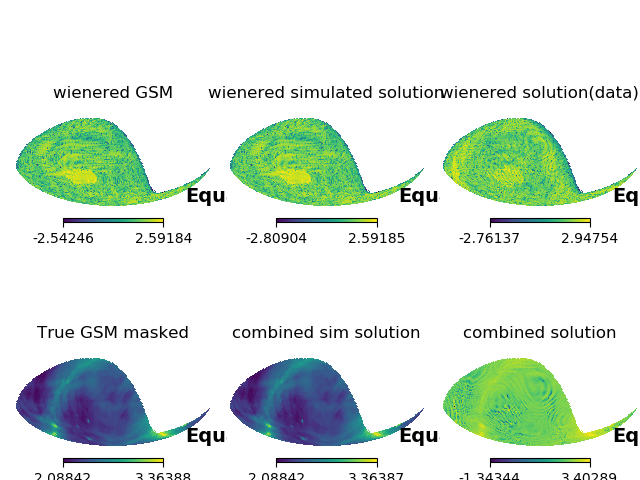 wienered GSM
wienered simulated solution
wienered solution(data)
Equ
Equ
Eq
-2.54246 2.59184
-2.80904 2.59185
-2.76137 2.94754
True GSM masked
combined sim solution
combined solution
Equ
Equ
Eq
2.08842 3.36388
2.08842 3.36387
-1.34344 3.40289